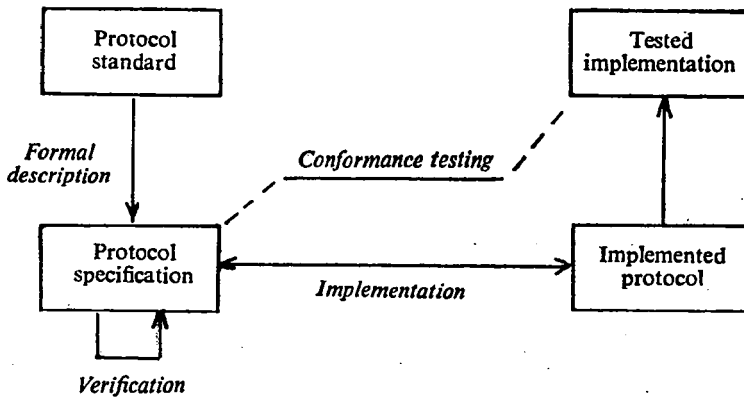 Protocol
standard
Tested
implementation
Formal
description
Conformance testing
Protocol
specification
Implementation
Implemented
protocol
Verification